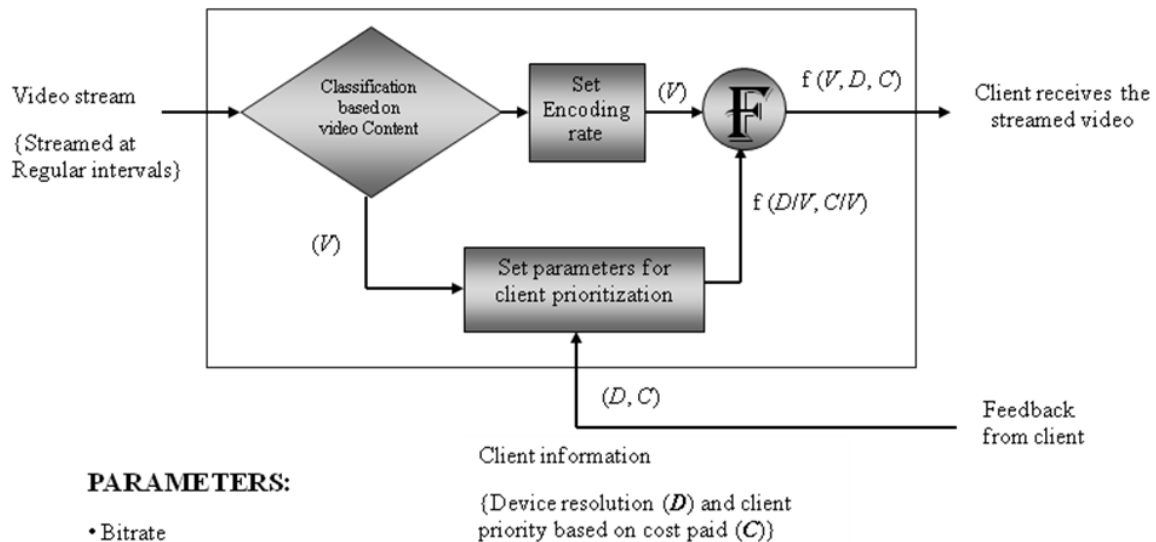 Video stream
{Streamed at
Regular intervals}
Classification
based on
video Content
Set
Encoding
rate
(V)
F
f (V, D, C)
Client receives the
streamed video
(V)
f (D/V, C/V)
Set parameters for
client prioritization
(D, C)
Feedback
from client
Client information
{Device resolution (D) and client
priority based on cost paid (C)}
PARAMETERS:
• Bitrate